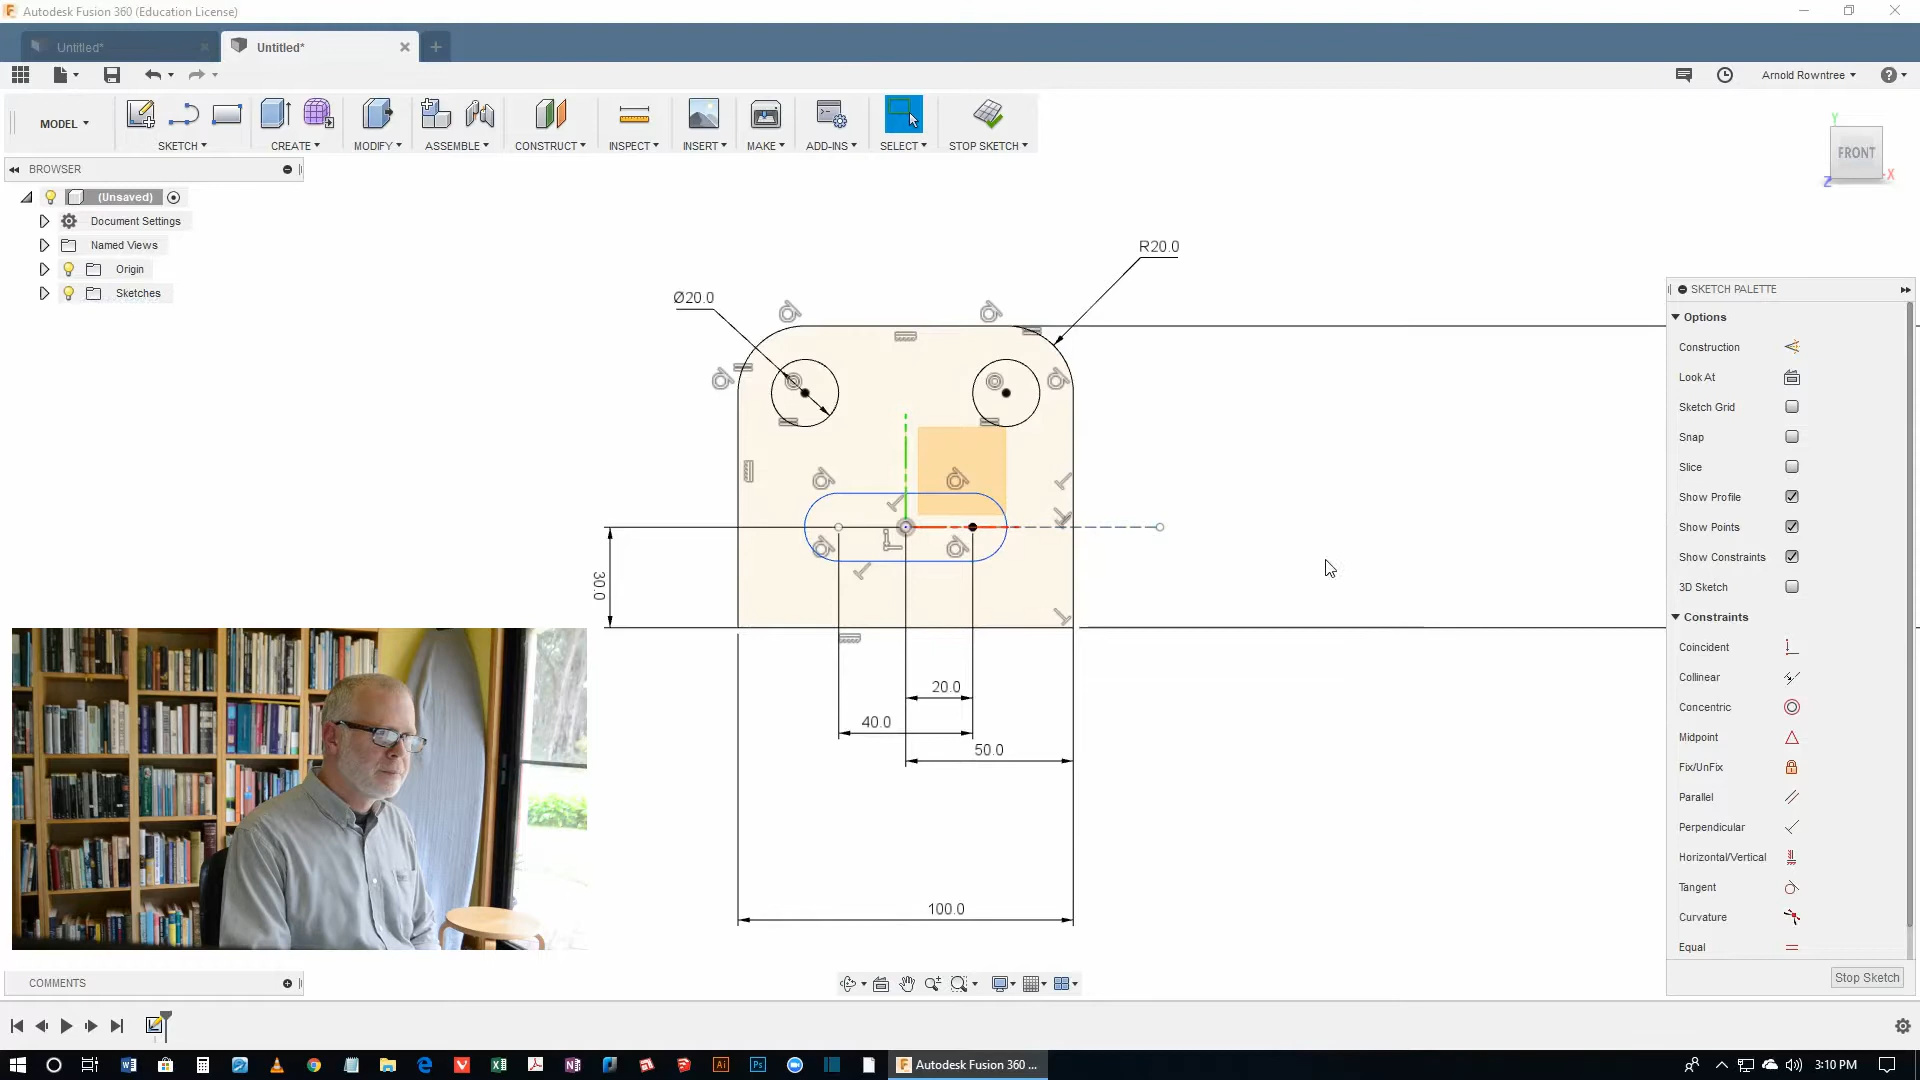 Autodesk Fusion 360 (Education License)
Untitled*
Untitled*
Arnold Rowntree
MODEL
SKETCH
CREATE
MODIFY
ASSEMBLE
CONSTRUCT
INSPECT
INSERT
MAKE
ADD-INS
SELECT
STOP SKETCH
BROWSER
(Unsaved)
Document Settings
Named Views
Origin
Sketches
Y
FRONT
X
Z
R20.0
Ø20.0
30.0
20.0
40.0
50.0
100.0
SKETCH PALETTE
Options
Construction
Look At
Sketch Grid
Snap
Slice
Show Profile
Show Points
Show Constraints
3D Sketch
Constraints
Coincident
Collinear
Concentric
Midpoint
Fix/UnFix
Parallel
Perpendicular
Horizontal/Vertical
Tangent
Curvature
Equal
Stop Sketch
COMMENTS
Autodesk Fusion 360 ...
3:10 PM